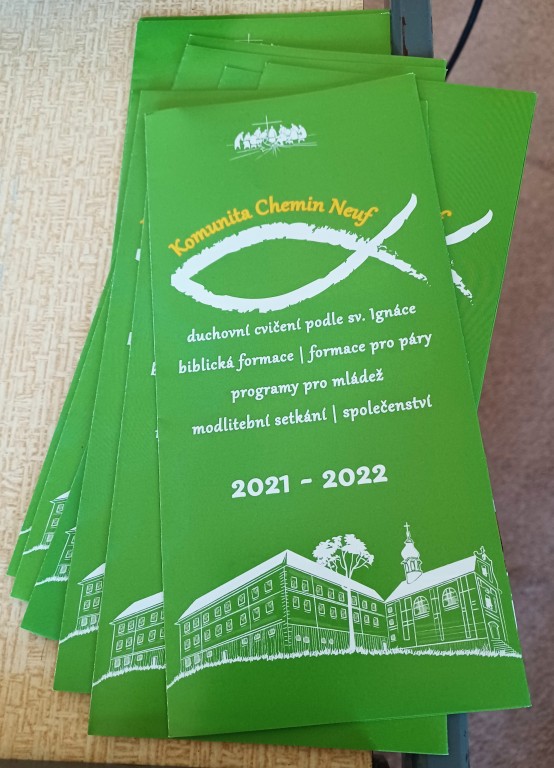 Komunita Chemin Neuf
duchovní cvičení podle sv. Ignáce
biblická formace | formace pro páry
programy pro mládež
modlitební setkání | společenství
2021 - 2022